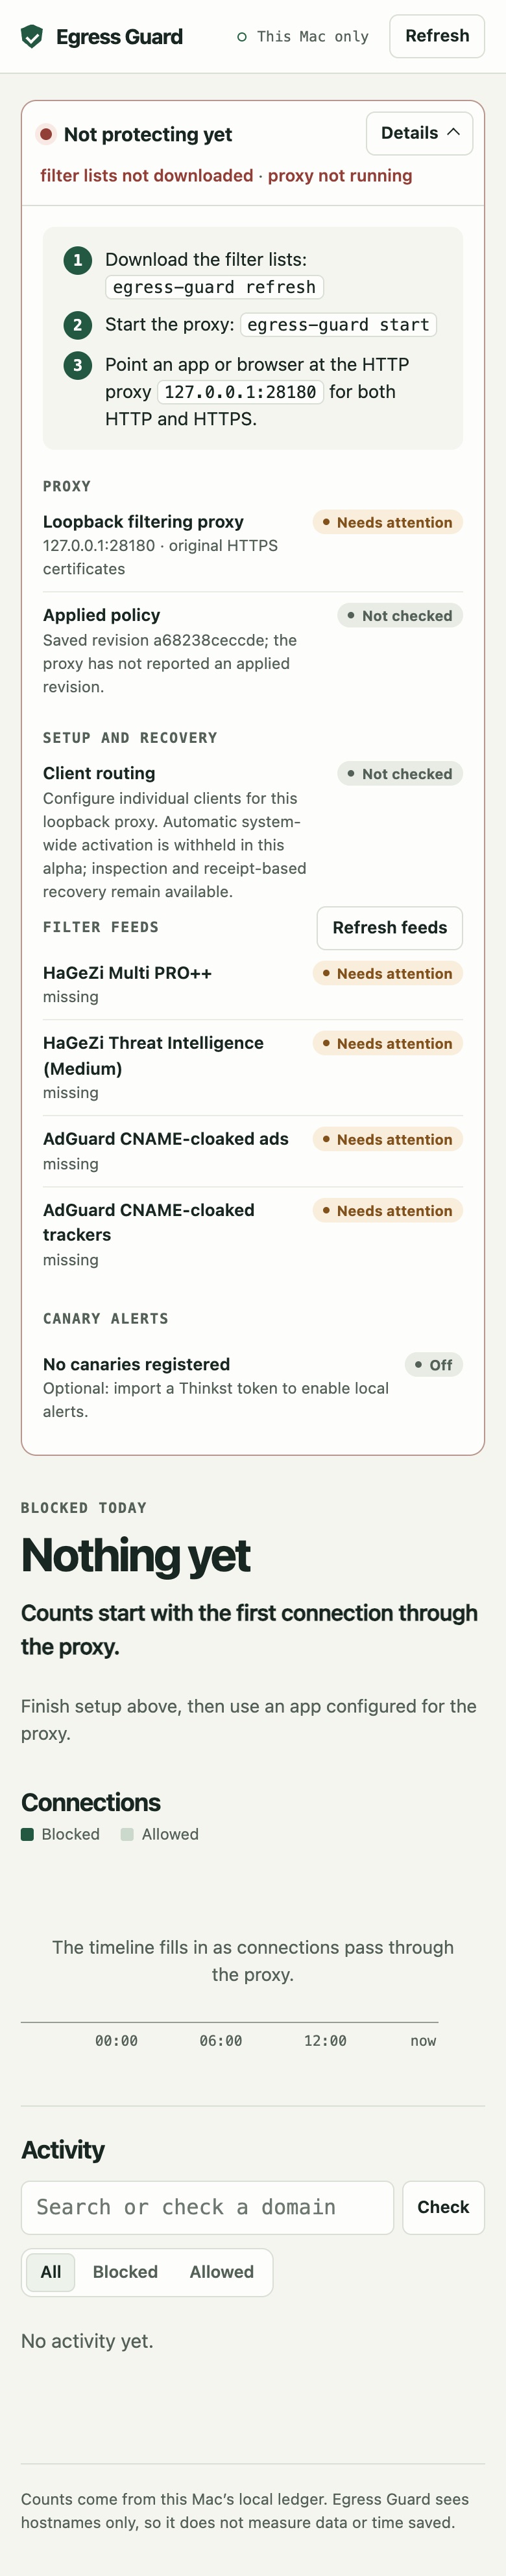 Egress Guard
This Mac only
Refresh
Not protecting yet
Details
filter lists not downloaded · proxy not running
1 Download the filter lists:
egress-guard refresh
2 Start the proxy: egress-guard start
3 Point an app or browser at the HTTP
proxy 127.0.0.1:28180 for both
HTTP and HTTPS.
PROXY
Loopback filtering proxy
Needs attention
127.0.0.1:28180 · original HTTPS
certificates
Applied policy
Not checked
Saved revision a68238ceccde; the
proxy has not reported an applied
revision.
SETUP AND RECOVERY
Client routing
Not checked
Configure individual clients for this
loopback proxy. Automatic system-
wide activation is withheld in this
alpha; inspection and receipt-based
recovery remain available.
FILTER FEEDS
Refresh feeds
HaGeZi Multi PRO++
Needs attention
missing
HaGeZi Threat Intelligence
(Medium)
Needs attention
missing
AdGuard CNAME-cloaked ads
Needs attention
missing
AdGuard CNAME-cloaked
trackers
Needs attention
missing
CANARY ALERTS
No canaries registered
Off
Optional: import a Thinkst token to enable local
alerts.
BLOCKED TODAY
Nothing yet
Counts start with the first connection through
the proxy.
Finish setup above, then use an app configured for the
proxy.
Connections
Blocked Allowed
The timeline fills in as connections pass through
the proxy.
00:00 06:00 12:00 now
Activity
Search or check a domain
Check
All Blocked Allowed
No activity yet.
Counts come from this Mac's local ledger. Egress Guard sees
hostnames only, so it does not measure data or time saved.